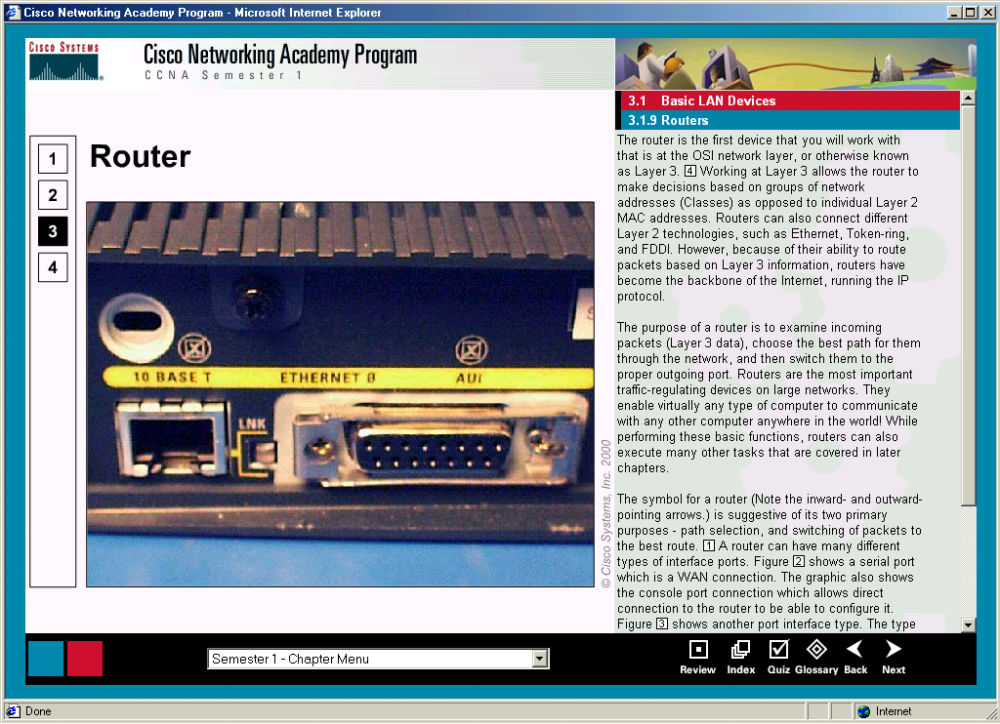 Cisco Networking Academy Program - Microsoft Internet Explorer
CISCO SYSTEMS
Cisco Networking Academy Program
CCNA Semester 1
3.1 Basic LAN Devices
3.1.9 Routers
1
2
3
4
Router
10 BASE T
ETHERNET 0
AUI
LNK
© Cisco Systems, Inc. 2000
The router is the first device that you will work with
that is at the OSI network layer, or otherwise known
as Layer 3. 4 Working at Layer 3 allows the router to
make decisions based on groups of network
addresses (Classes) as opposed to individual Layer 2
MAC addresses. Routers can also connect different
Layer 2 technologies, such as Ethernet, Token-ring,
and FDDI. However, because of their ability to route
packets based on Layer 3 information, routers have
become the backbone of the Internet, running the IP
protocol.
The purpose of a router is to examine incoming
packets (Layer 3 data), choose the best path for them
through the network, and then switch them to the
proper outgoing port. Routers are the most important
traffic-regulating devices on large networks. They
enable virtually any type of computer to communicate
with any other computer anywhere in the world! While
performing these basic functions, routers can also
execute many other tasks that are covered in later
chapters.
The symbol for a router (Note the inward- and outward-
pointing arrows.) is suggestive of its two primary
purposes - path selection, and switching of packets to
the best route. 1 A router can have many different
types of interface ports. Figure 2 shows a serial port
which is a WAN connection. The graphic also shows
the console port connection which allows direct
connection to the router to be able to configure it.
Figure 3 shows another port interface type. The type
Semester 1 - Chapter Menu
Review
Index
Quiz
Glossary
Back
Next
Done
Internet